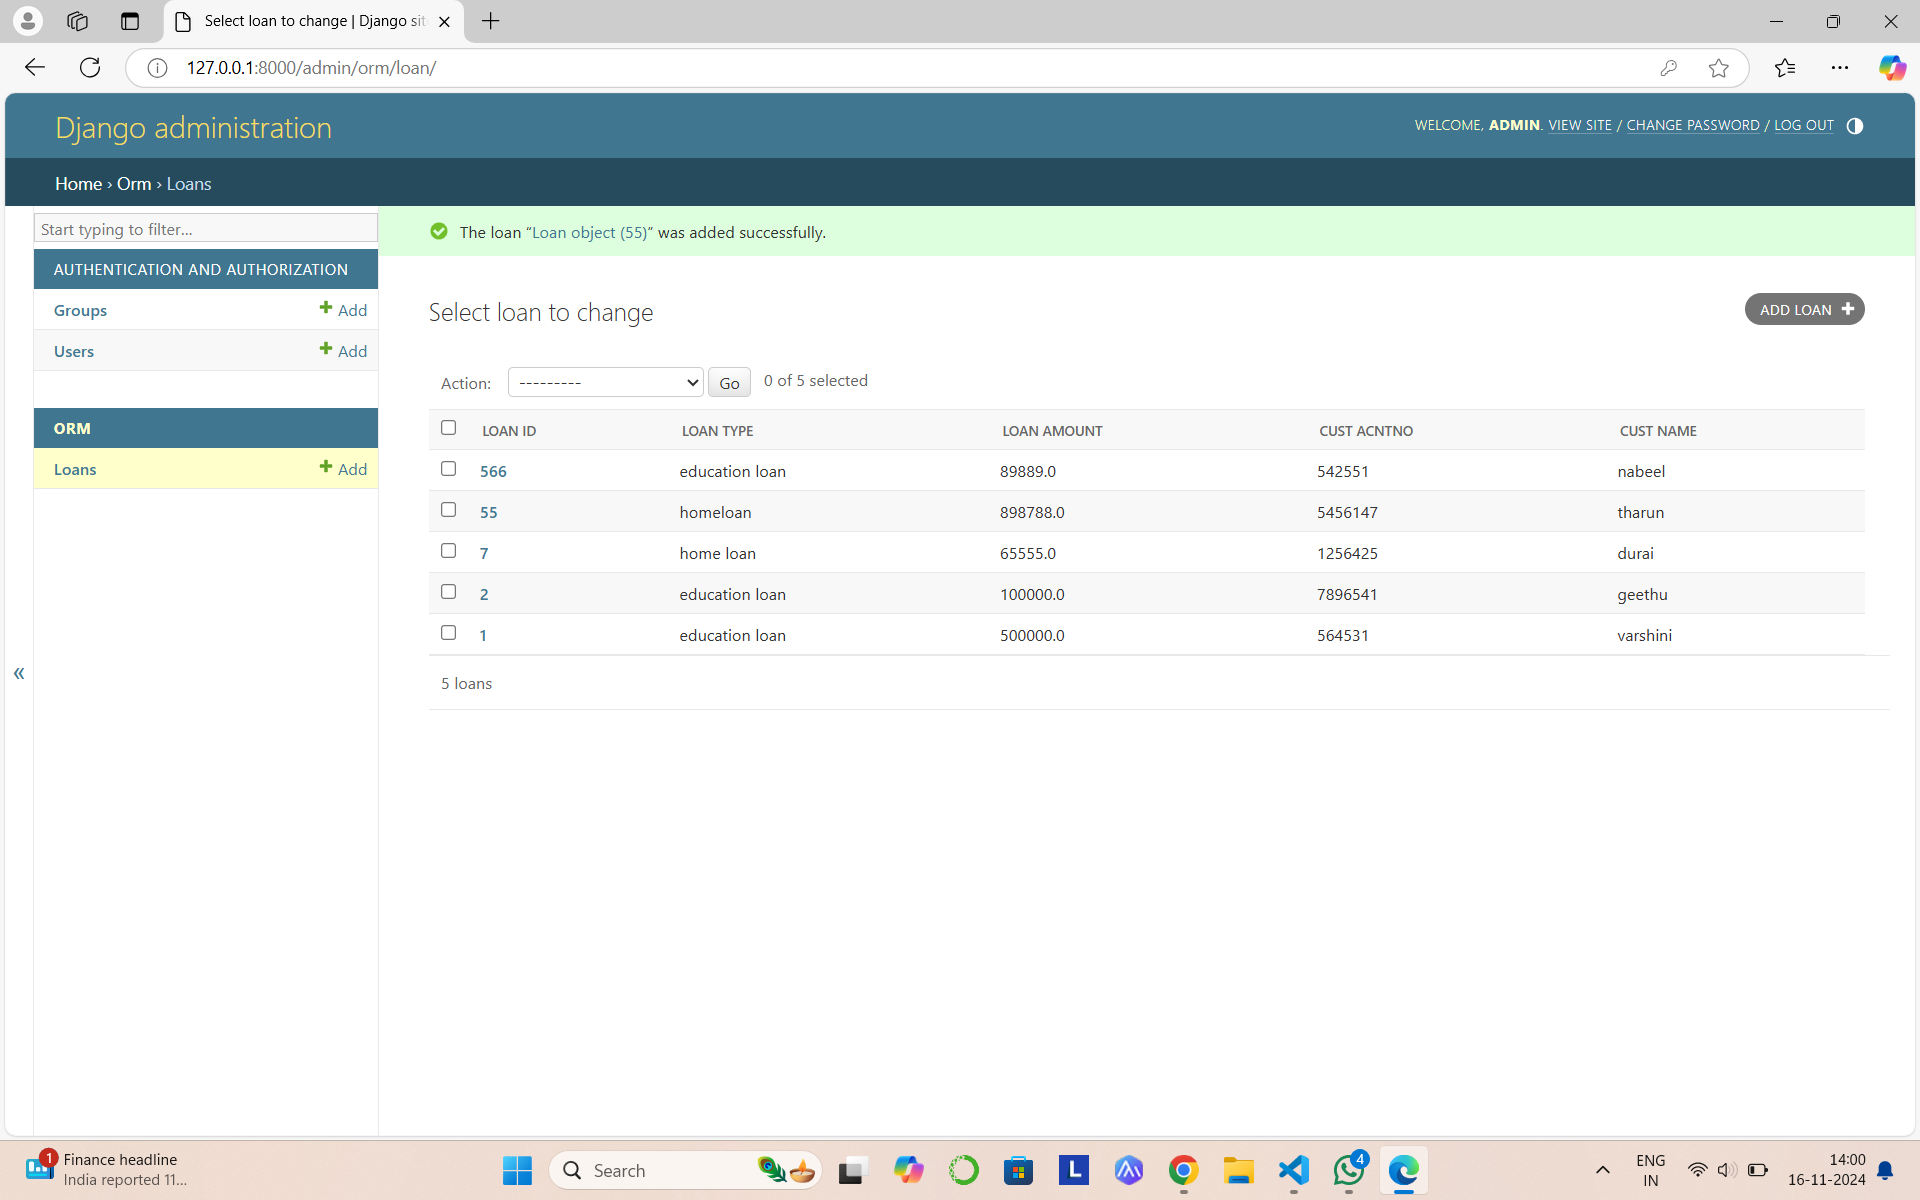 Select loan to change | Django sit
127.0.0.1:8000/admin/orm/loan/
Django administration
WELCOME, ADMIN. VIEW SITE / CHANGE PASSWORD / LOG OUT
Home › Orm › Loans
Start typing to filter...
The loan “Loan object (55)” was added successfully.
AUTHENTICATION AND AUTHORIZATION
Groups Add
Users Add
ORM
Loans Add
Select loan to change
ADD LOAN
Action: --------- Go 0 of 5 selected
LOAN ID LOAN TYPE LOAN AMOUNT CUST ACNTNO CUST NAME
566 education loan 89889.0 542551 nabeel
55 homeloan 898788.0 5456147 tharun
7 home loan 65555.0 1256425 durai
2 education loan 100000.0 7896541 geethu
1 education loan 500000.0 564531 varshini
«
5 loans
1
Finance headline
India reported 11...
Search
L
4
ENG
IN
14:00
16-11-2024